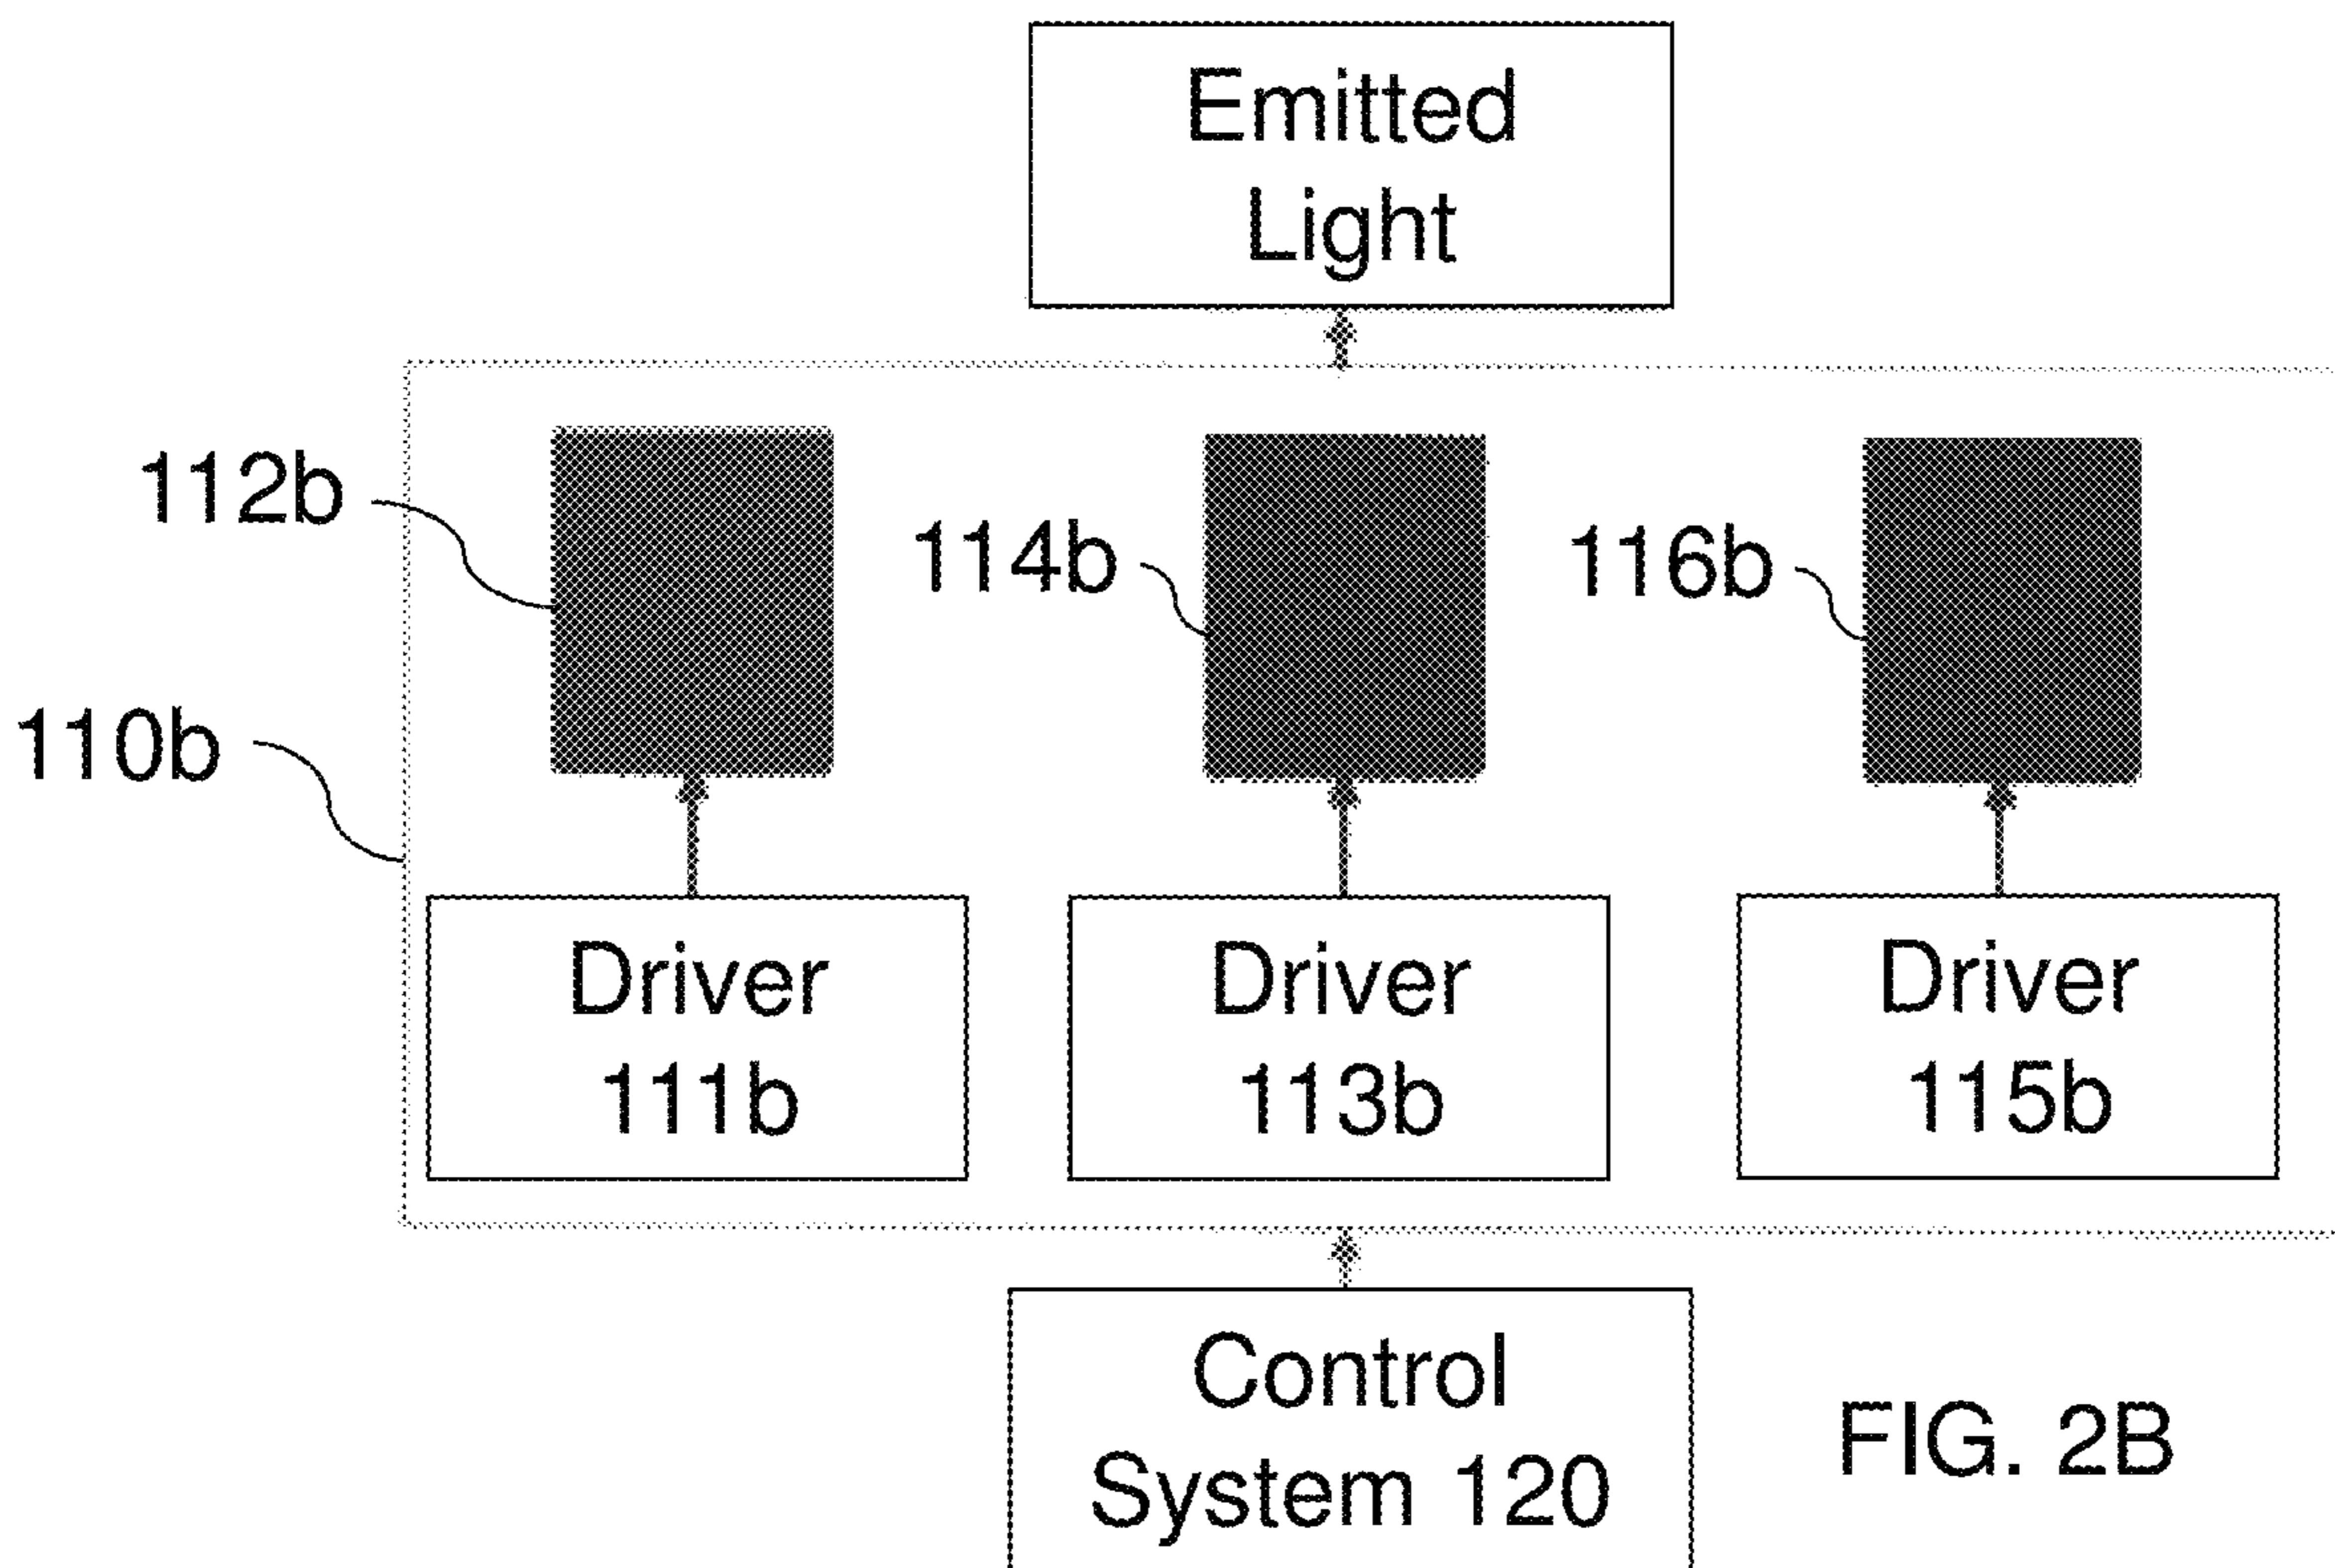 Emitted
Light
112b
114b
116b
110b
Driver
111b
Driver
113b
Driver
115b
Control
System 120
FIG. 2B